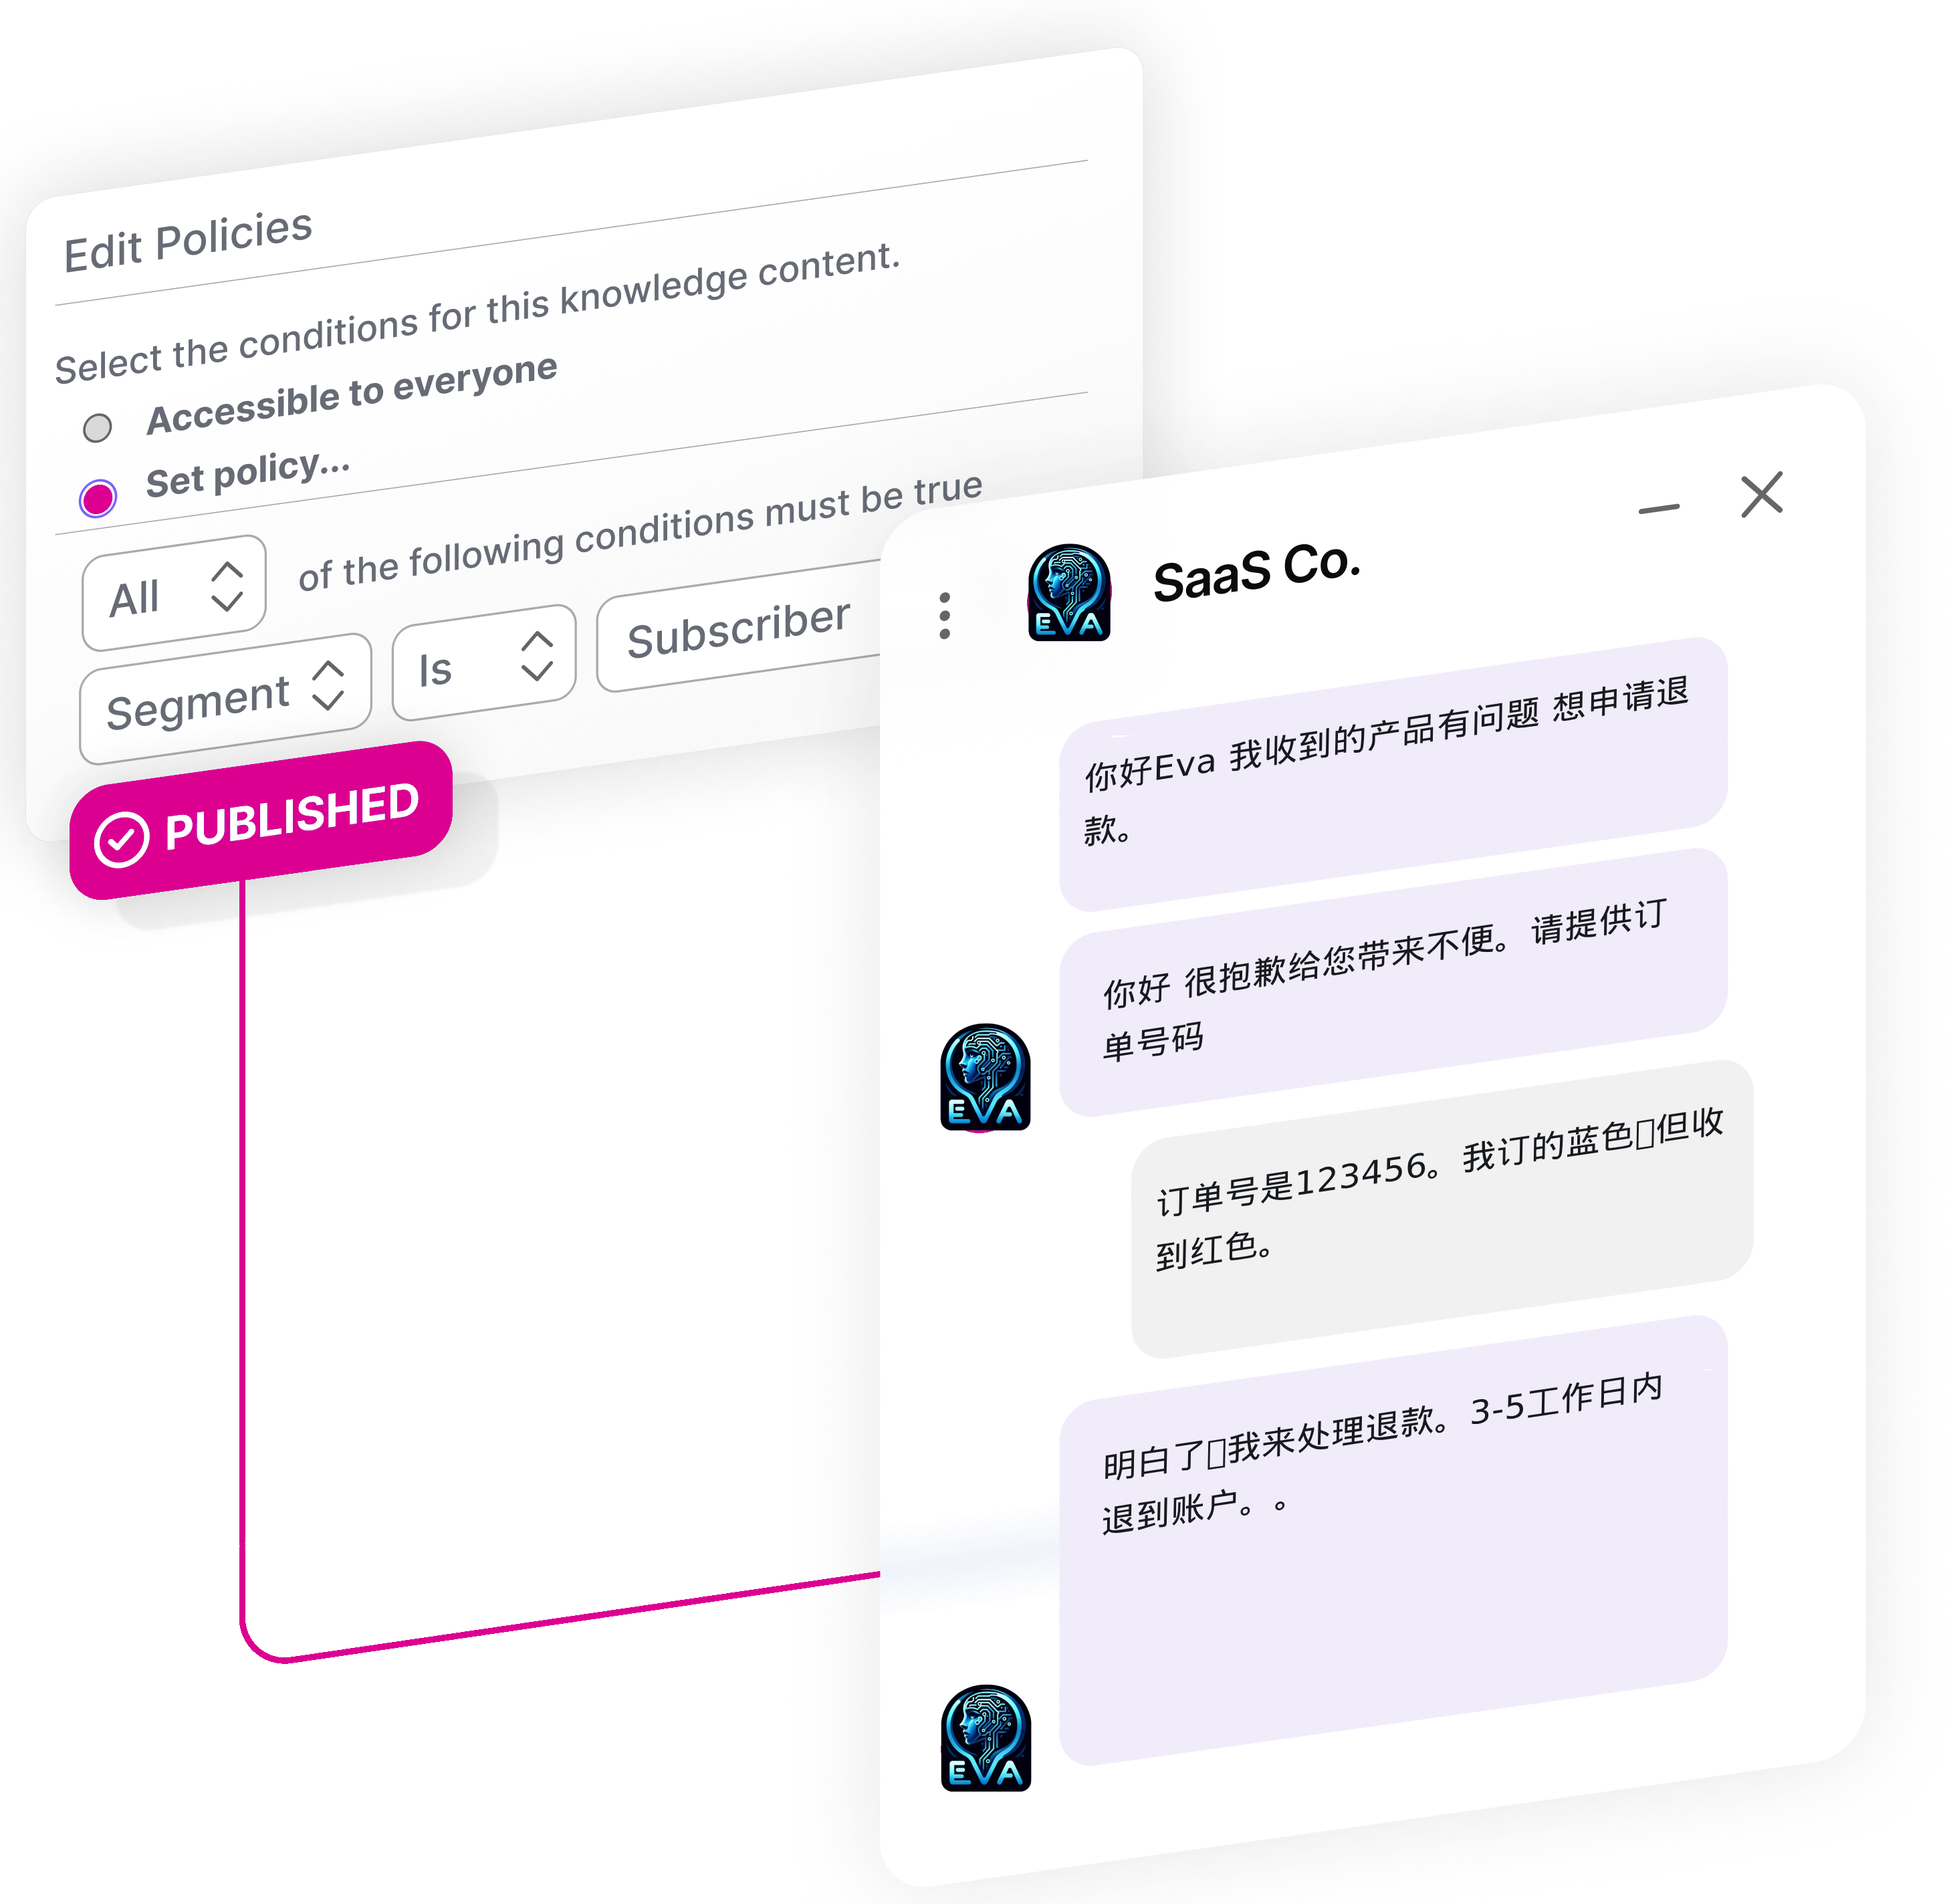 Edit Policies
Select the conditions for this knowledge content.
Accessible to everyone
Set policy...
All
of the following conditions must be true
Segment
Is
Subscriber
PUBLISHED
EVA
SaaS Co.
你好Eva 我收到的产品有问题 想申请退
款。
你好 很抱歉给您带来不便。请提供订
单号码
EVA
订单号是123456。我订的蓝色▯但收
到红色。
明白了▯我来处理退款。3-5工作日内
退到账户。。
EVA